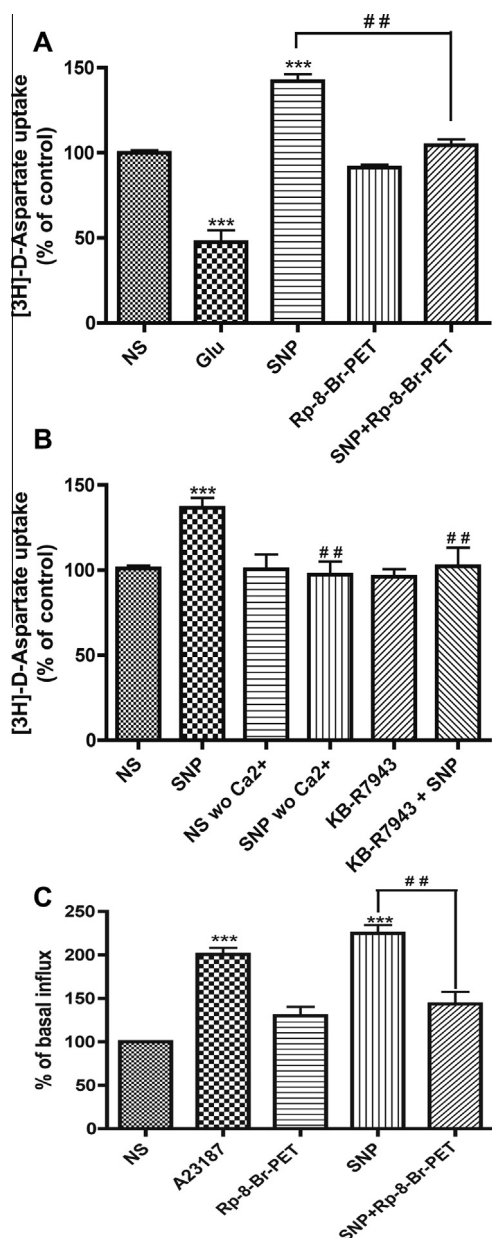 A
[3H]-D-Aspartate uptake
(% of control)
150
100
50
0
***
***
# #
NS
Glu
SNP
Rp-8-Br-PET
SNP+Rp-8-Br-PET
B
[3H]-D-Aspartate uptake
(% of control)
150
100
50
0
***
# #
# #
NS
SNP
NS wo Ca2+
SNP wo Ca2+
KB-R7943
KB-R7943 + SNP
C
% of basal influx
250
200
150
100
50
0
***
***
# #
NS
A23187
Rp-8-Br-PET
SNP
SNP+Rp-8-Br-PET